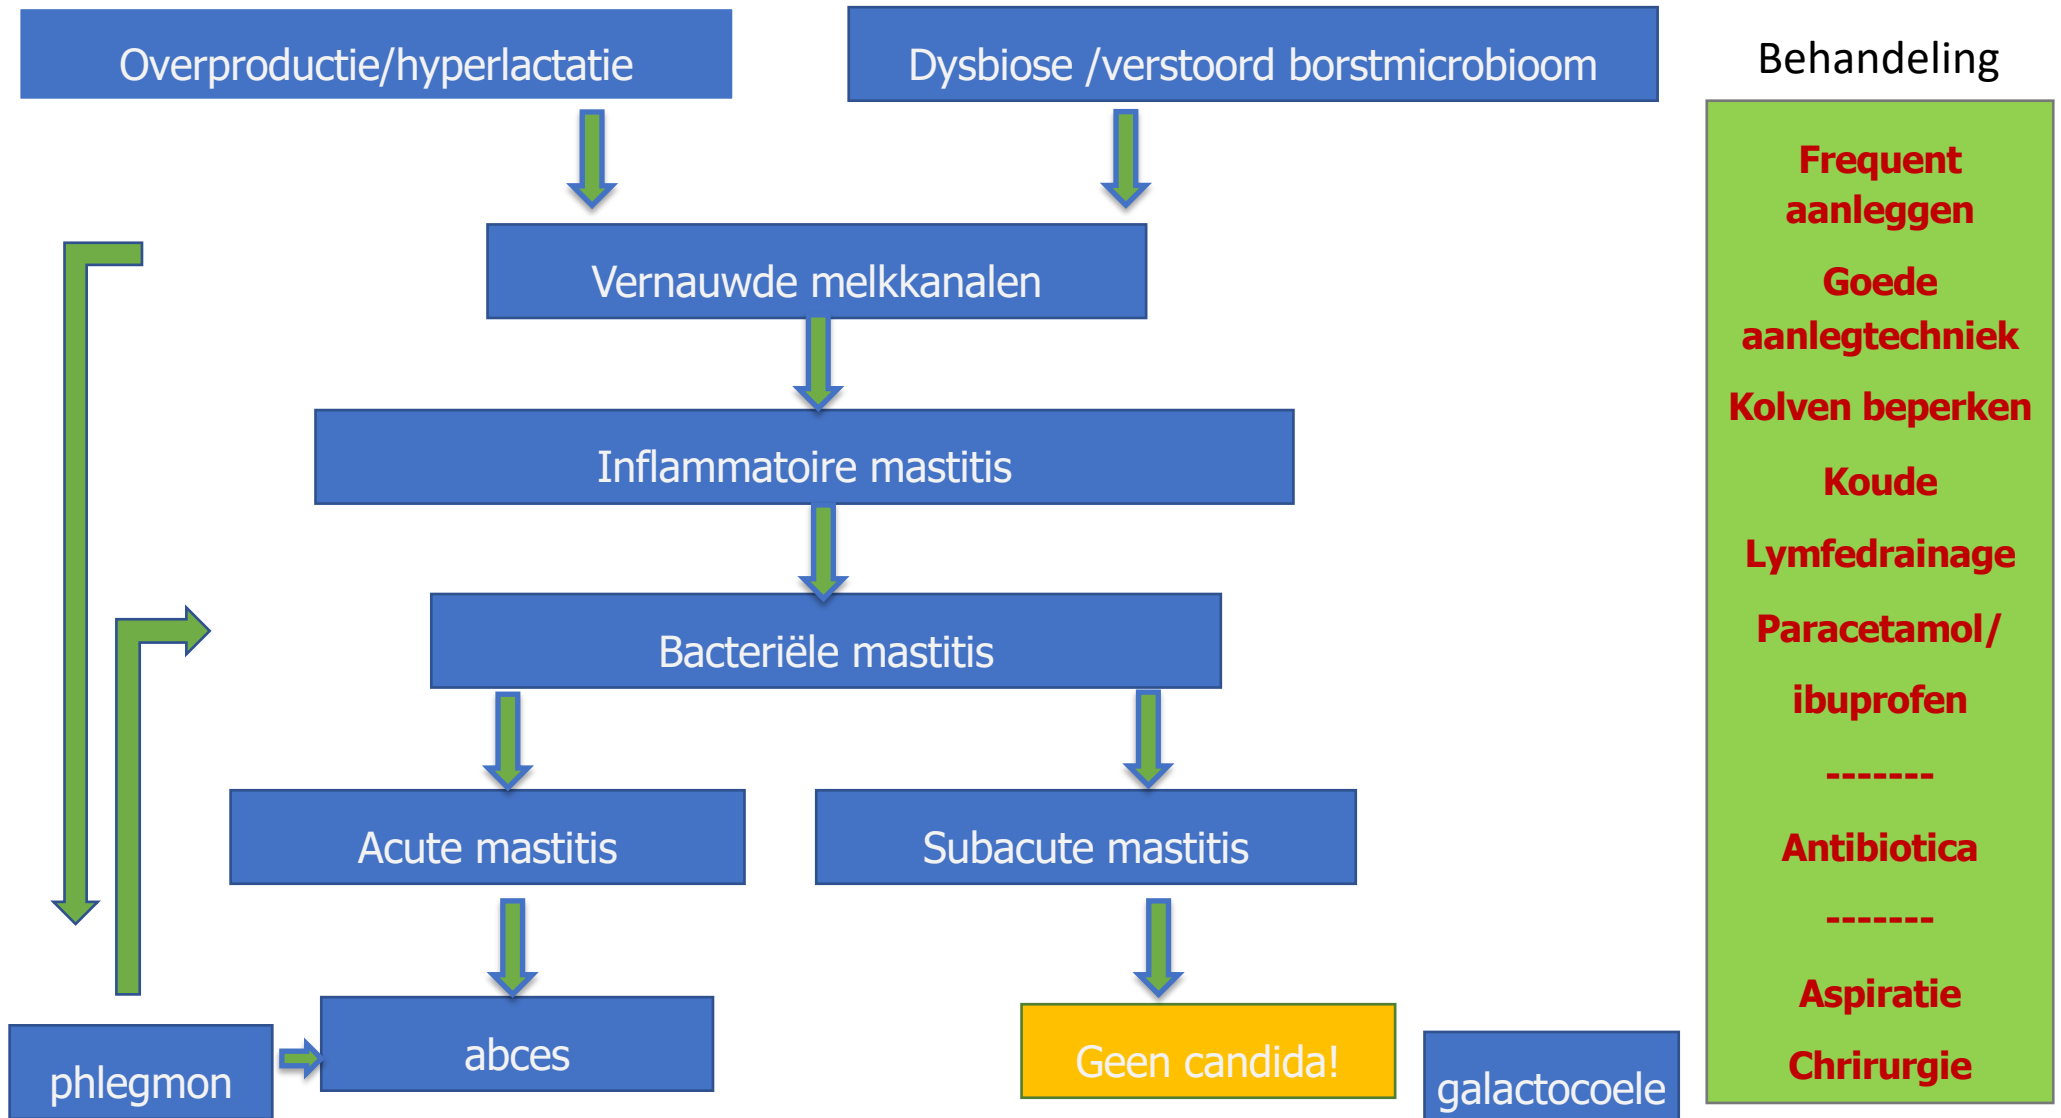 Overproductie/hyperlactatie
Dysbiose /verstoord borstmicrobioom
Vernauwde melkkanalen
Inflammatoire mastitis
Bacteriële mastitis
Acute mastitis
Subacute mastitis
phlegmon
abces
Geen candida!
galactocoele
Behandeling
Frequent
aanleggen
Goede
aanlegtechniek
Kolven beperken
Koude
Lymfedrainage
Paracetamol/
ibuprofen
-------
Antibiotica
-------
Aspiratie
Chrirurgie